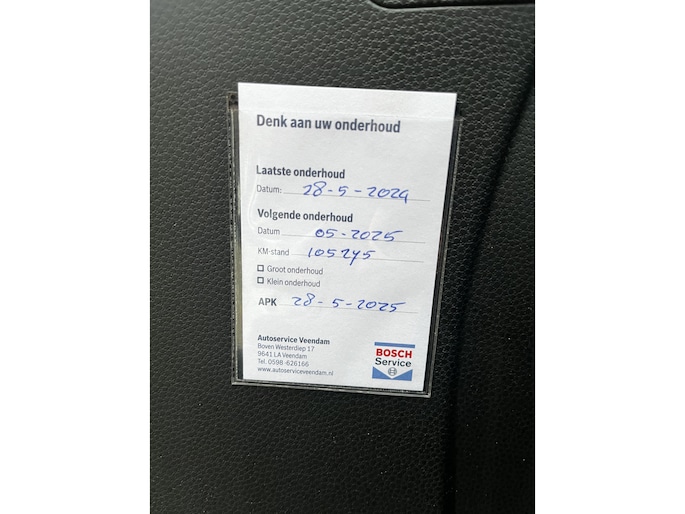 Denk aan uw onderhoud
Laatste onderhoud
Datum: 28-5-2024
Volgende onderhoud
Datum 05-2025
KM-stand 105245
☐ Groot onderhoud
☐ Klein onderhoud
APK 28-5-2025
Autoservice Veendam
Boven Westerdiep 17
9641 LA Veendam
Tel. 0598-626166
www.autoserviceveendam.nl
BOSCH
Service